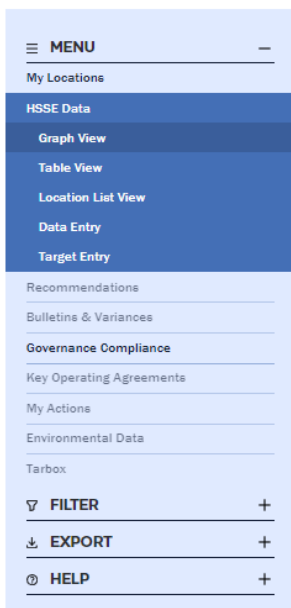 MENU
My Locations
HSSE Data
Graph View
Table View
Location List View
Data Entry
Target Entry
Recommendations
Bulletins & Variances
Governance Compliance
Key Operating Agreements
My Actions
Environmental Data
Tarbox
FILTER
EXPORT
HELP